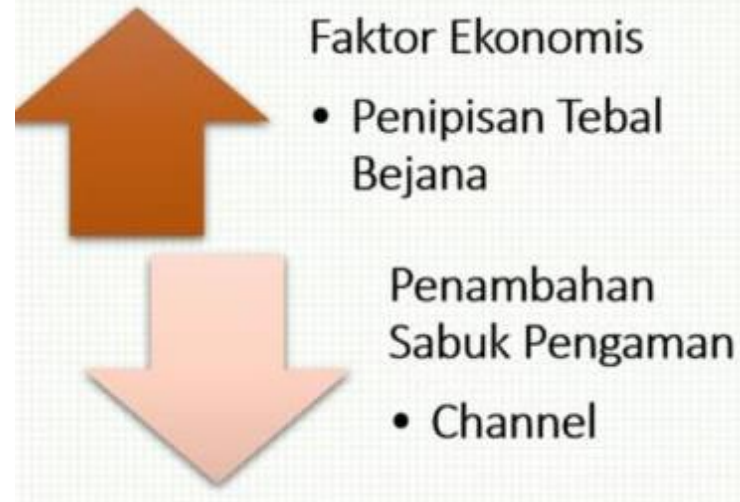 Faktor Ekonomis
• Penipisan Tebal
Bejana
Penambahan
Sabuk Pengaman
• Channel